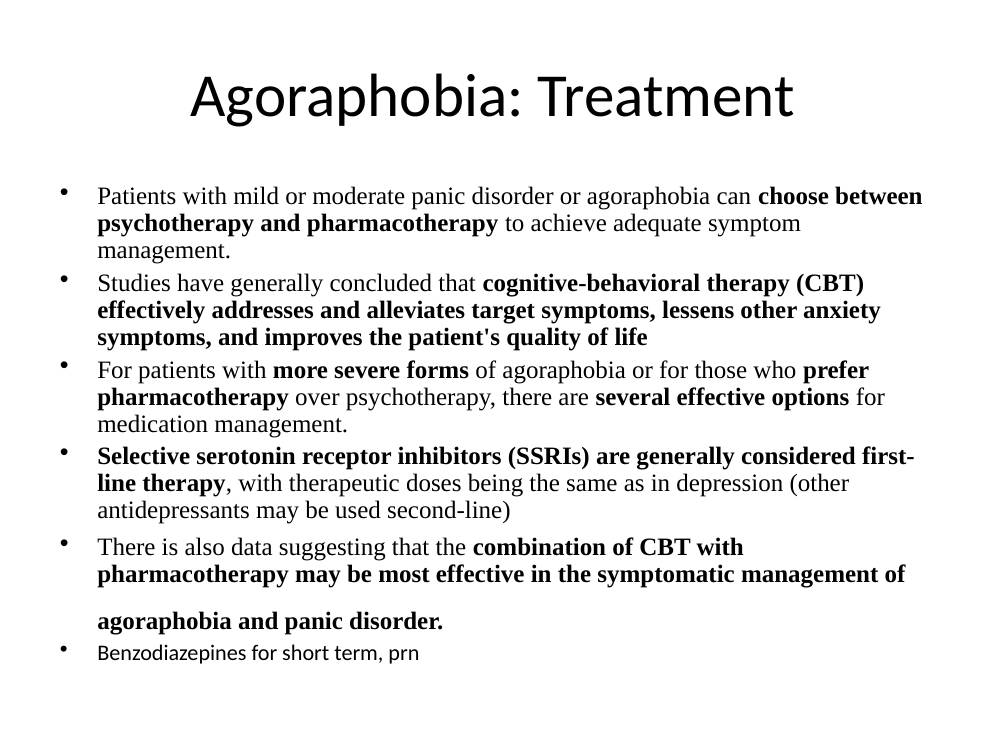 Agoraphobia: Treatment
• Patients with mild or moderate panic disorder or agoraphobia can choose between
psychotherapy and pharmacotherapy to achieve adequate symptom
management.
• Studies have generally concluded that cognitive-behavioral therapy (CBT)
effectively addresses and alleviates target symptoms, lessens other anxiety
symptoms, and improves the patient's quality of life
• For patients with more severe forms of agoraphobia or for those who prefer
pharmacotherapy over psychotherapy, there are several effective options for
medication management.
• Selective serotonin receptor inhibitors (SSRIs) are generally considered first-
line therapy, with therapeutic doses being the same as in depression (other
antidepressants may be used second-line)
• There is also data suggesting that the combination of CBT with
pharmacotherapy may be most effective in the symptomatic management of
agoraphobia and panic disorder.
• Benzodiazepines for short term, prn